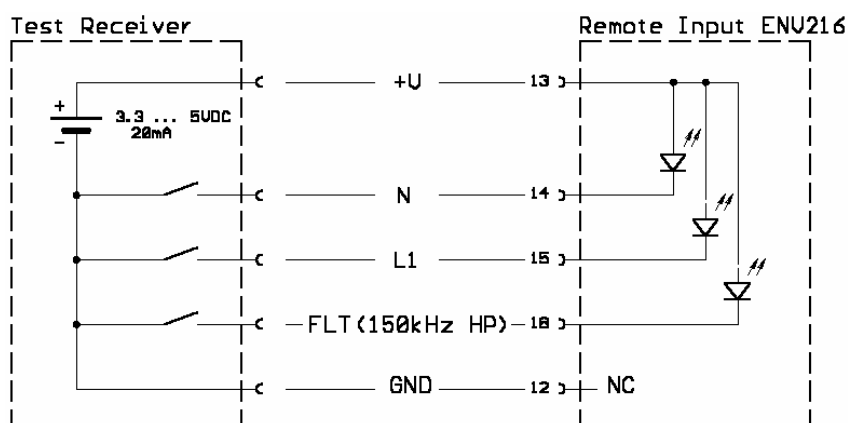 Test Receiver
Remote Input ENV216
+V
13
+
3.3 ... 5VDC
20mA
-
N
14
L1
15
FLT(150kHz HP)
16
GND
12
NC